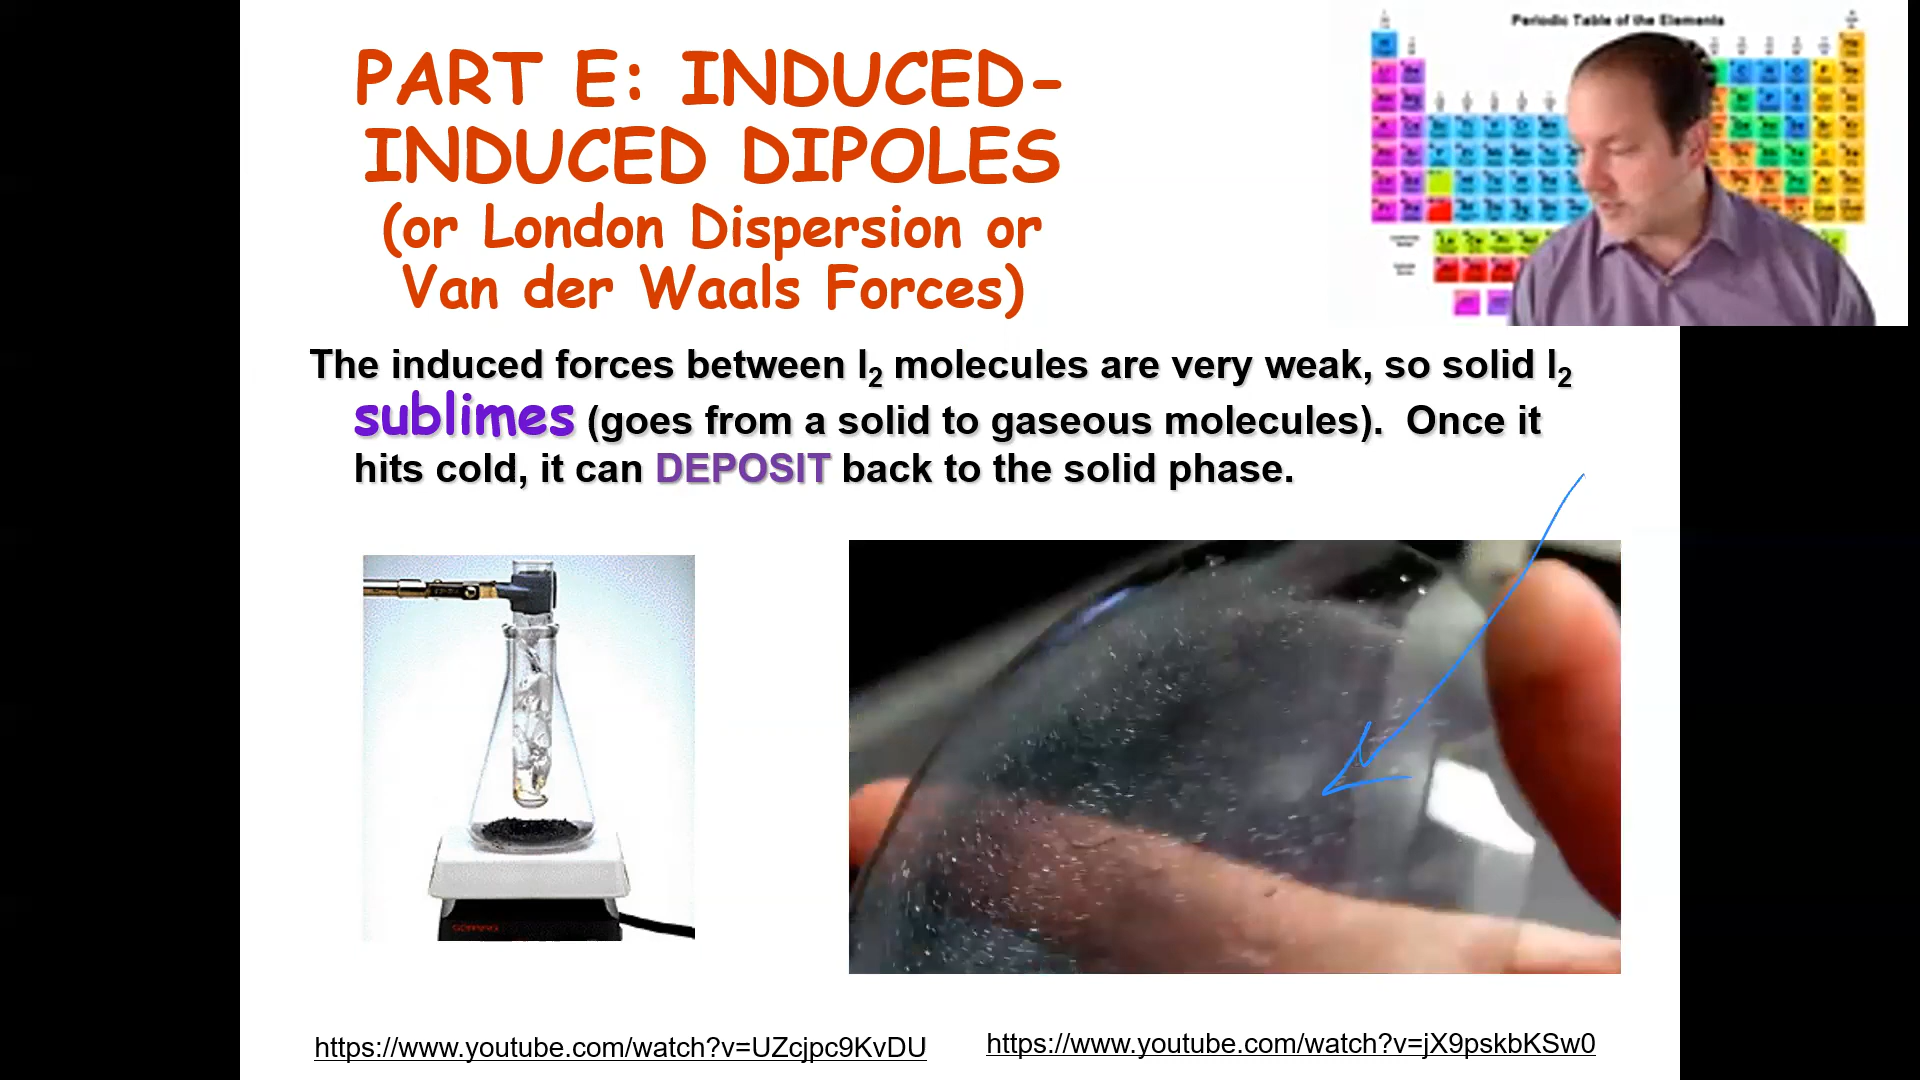 PART E: INDUCED-
INDUCED DIPOLES
(or London Dispersion or
Van der Waals Forces)
Periodic Table of the Elements
The induced forces between I2 molecules are very weak, so solid I2
sublimes (goes from a solid to gaseous molecules). Once it
hits cold, it can DEPOSIT back to the solid phase.
CORNING
https://www.youtube.com/watch?v=UZcjpc9KvDU
https://www.youtube.com/watch?v=jX9pskbKSw0